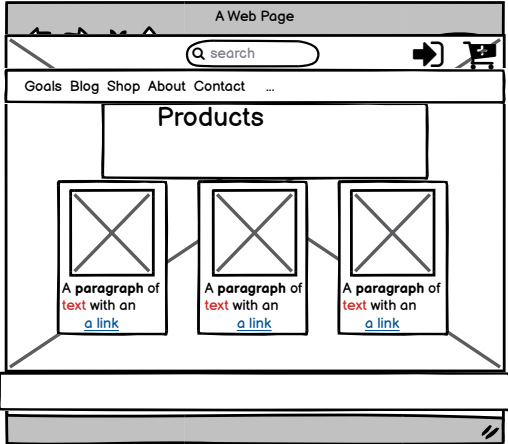 A Web Page
search
Goals Blog Shop About Contact ...
Products
A paragraph of
text with an
a link
A paragraph of
text with an
a link
A paragraph of
text with an
a link